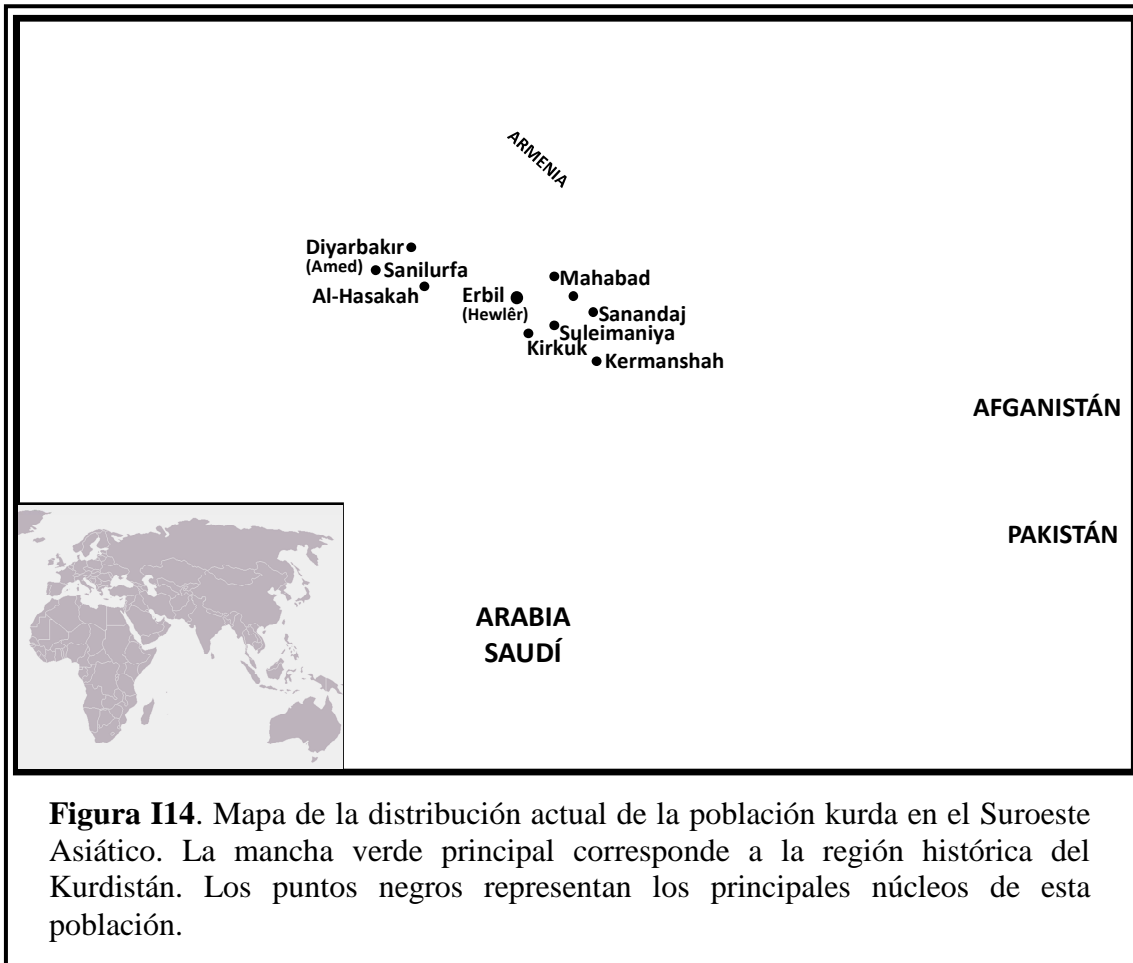 ARMENIA
Diyarbakır
(Amed)
Sanilurfa
Al-Hasakah
Erbil
(Hewlêr)
Mahabad
Sanandaj
Suleimaniya
Kirkuk
Kermanshah
AFGANISTÁN
PAKISTÁN
ARABIA
SAUDÍ
Figura I14. Mapa de la distribución actual de la población kurda en el Suroeste
Asiático. La mancha verde principal corresponde a la región histórica del
Kurdistán. Los puntos negros representan los principales núcleos de esta
población.